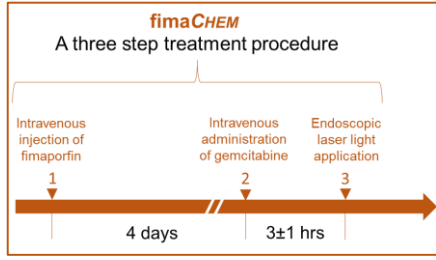 fimaCHEM
A three step treatment procedure
Intravenous
injection of
fimaporfin
1
Intravenous
administration
of gemcitabine
2
Endoscopic
laser light
application
3
4 days
3±1 hrs